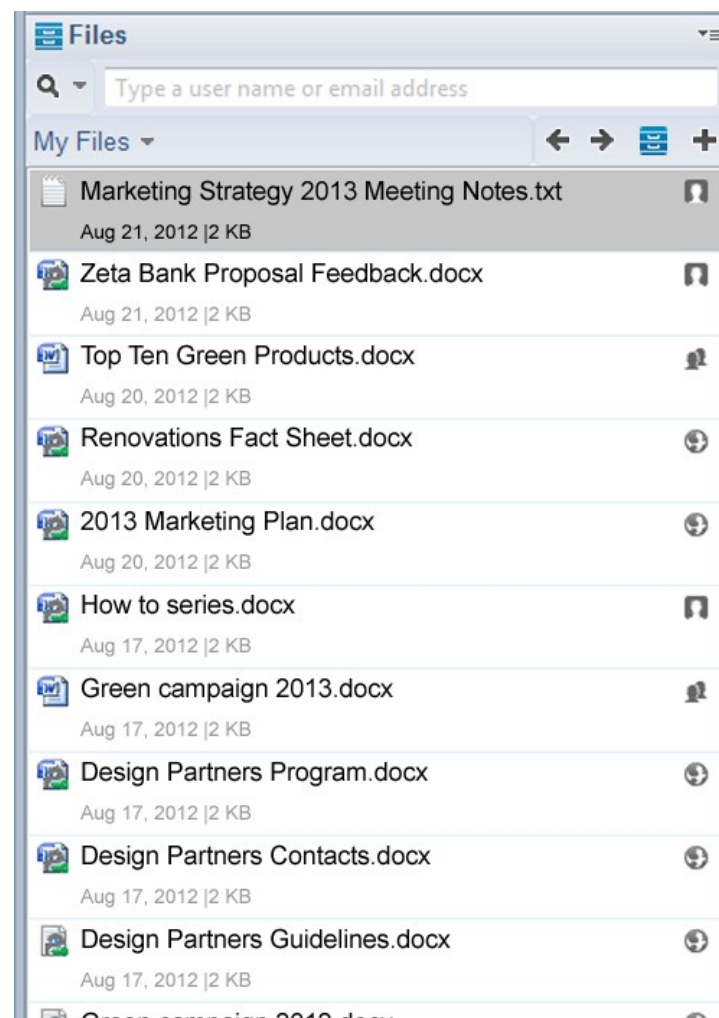 Files
Type a user name or email address
My Files
Marketing Strategy 2013 Meeting Notes.txt
Aug 21, 2012 |2 KB
Zeta Bank Proposal Feedback.docx
Aug 21, 2012 |2 KB
Top Ten Green Products.docx
Aug 20, 2012 |2 KB
Renovations Fact Sheet.docx
Aug 20, 2012 |2 KB
2013 Marketing Plan.docx
Aug 20, 2012 |2 KB
How to series.docx
Aug 17, 2012 |2 KB
Green campaign 2013.docx
Aug 17, 2012 |2 KB
Design Partners Program.docx
Aug 17, 2012 |2 KB
Design Partners Contacts.docx
Aug 17, 2012 |2 KB
Design Partners Guidelines.docx
Aug 17, 2012 |2 KB